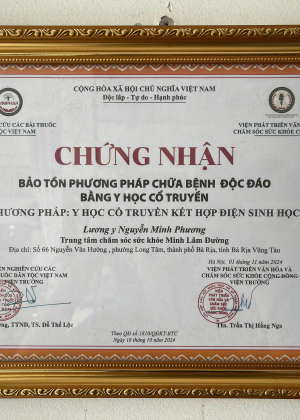 CỘNG HÒA XÃ HỘI CHỦ NGHĨA VIỆT NAM
Độc lập - Tự do - Hạnh phúc
CỨU CÁC BÀI THUỐC
TỘC VIỆT NAM
VIỆN PHÁT TRIỂN VĂN
CHĂM SÓC SỨC KHỎE CỘNG
CHỨNG NHẬN
BẢO TỒN PHƯƠNG PHÁP CHỮA BỆNH ĐỘC ĐÁO
BẰNG Y HỌC CỔ TRUYỀN
HƯƠNG PHÁP: Y HỌC CỔ TRUYỀN KẾT HỢP ĐIỆN SINH HỌC
Lương y Nguyễn Minh Phương
Trung tâm chăm sóc sức khỏe Minh Lâm Đường
Địa chỉ: Số 66 Nguyễn Văn Hưởng, phường Long Tâm, thành phố Bà Rịa, tỉnh Bà Rịa Vũng Tàu
Hà Nội, 01 tháng 11 năm 2024
IỆN NGHIÊN CỨU CÁC
THUỐC DÂN TỘC VIỆT NAM
VIỆN TRƯỞNG
VIỆN PHÁT TRIỂN VĂN HÓA VÀ
CHĂM SÓC SỨC KHỎE CỘNG ĐỒNG
VIỆN TRƯỞNG
TTND, TS. Đỗ Thế Lộc
Ths. Trần Thị Hằng Nga
Theo QĐ số: 1810/QĐKT-BTC
Ngày 18 tháng 10 năm 2024